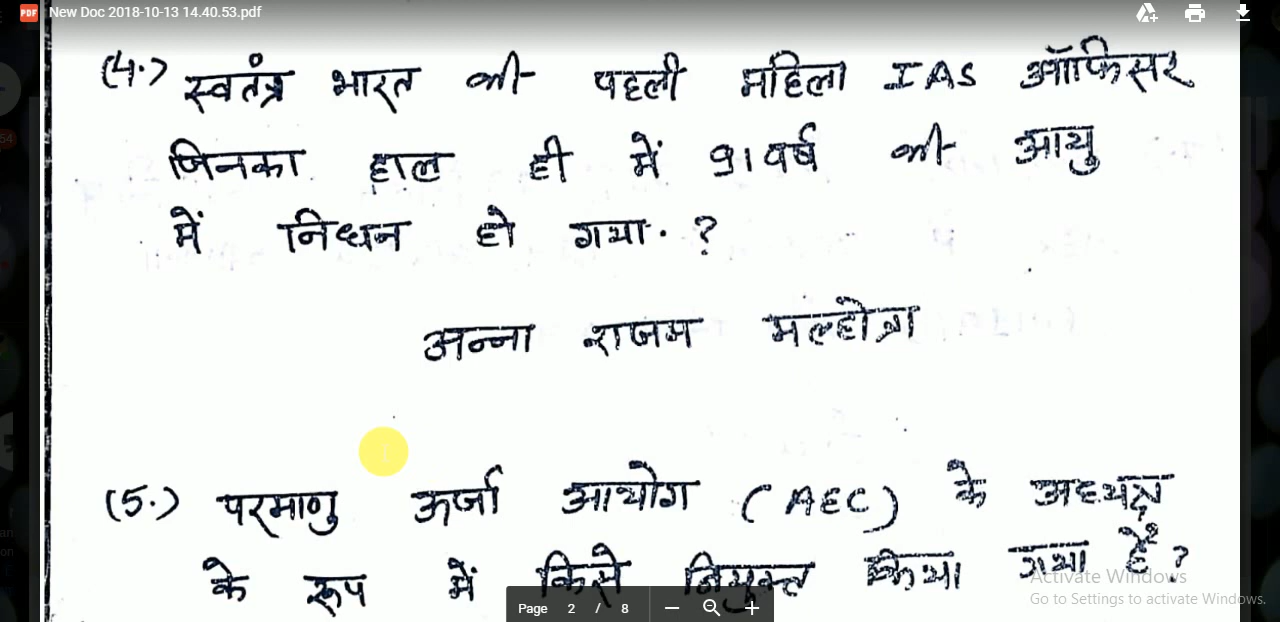 New Doc 2018-10-13 14.40.53.pdf
(4.) स्वतंत्र भारत की पहली महिला IAS ऑफिसर
जिनका हाल ही में 91 वर्ष की आयु
में निधन हो गया. ?
अन्ना राजम मल्होत्रा
(5.) परमाणु ऊर्जा आयोग (AEC) के अध्यक्ष
के रूप में किसे नियुक्त किया गया है ?
Activate Windows
Go to Settings to activate Windows.
Page 2 / 8